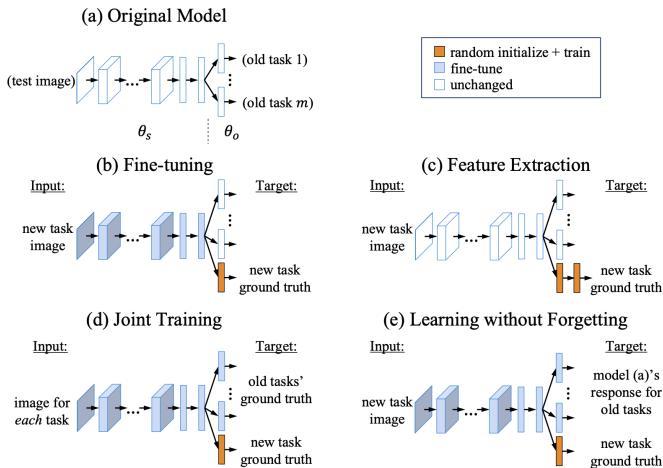 (a) Original Model
(test image)
...
(old task 1)
(old task m)
θs
θo
random initialize + train
fine-tune
unchanged
(b) Fine-tuning
Input:
Target:
new task
image
...
new task
ground truth
(c) Feature Extraction
Input:
Target:
new task
image
...
new task
ground truth
(d) Joint Training
Input:
Target:
image for
each task
...
old tasks’
ground truth
new task
ground truth
(e) Learning without Forgetting
Input:
Target:
new task
image
...
model (a)’s
response for
old tasks
new task
ground truth